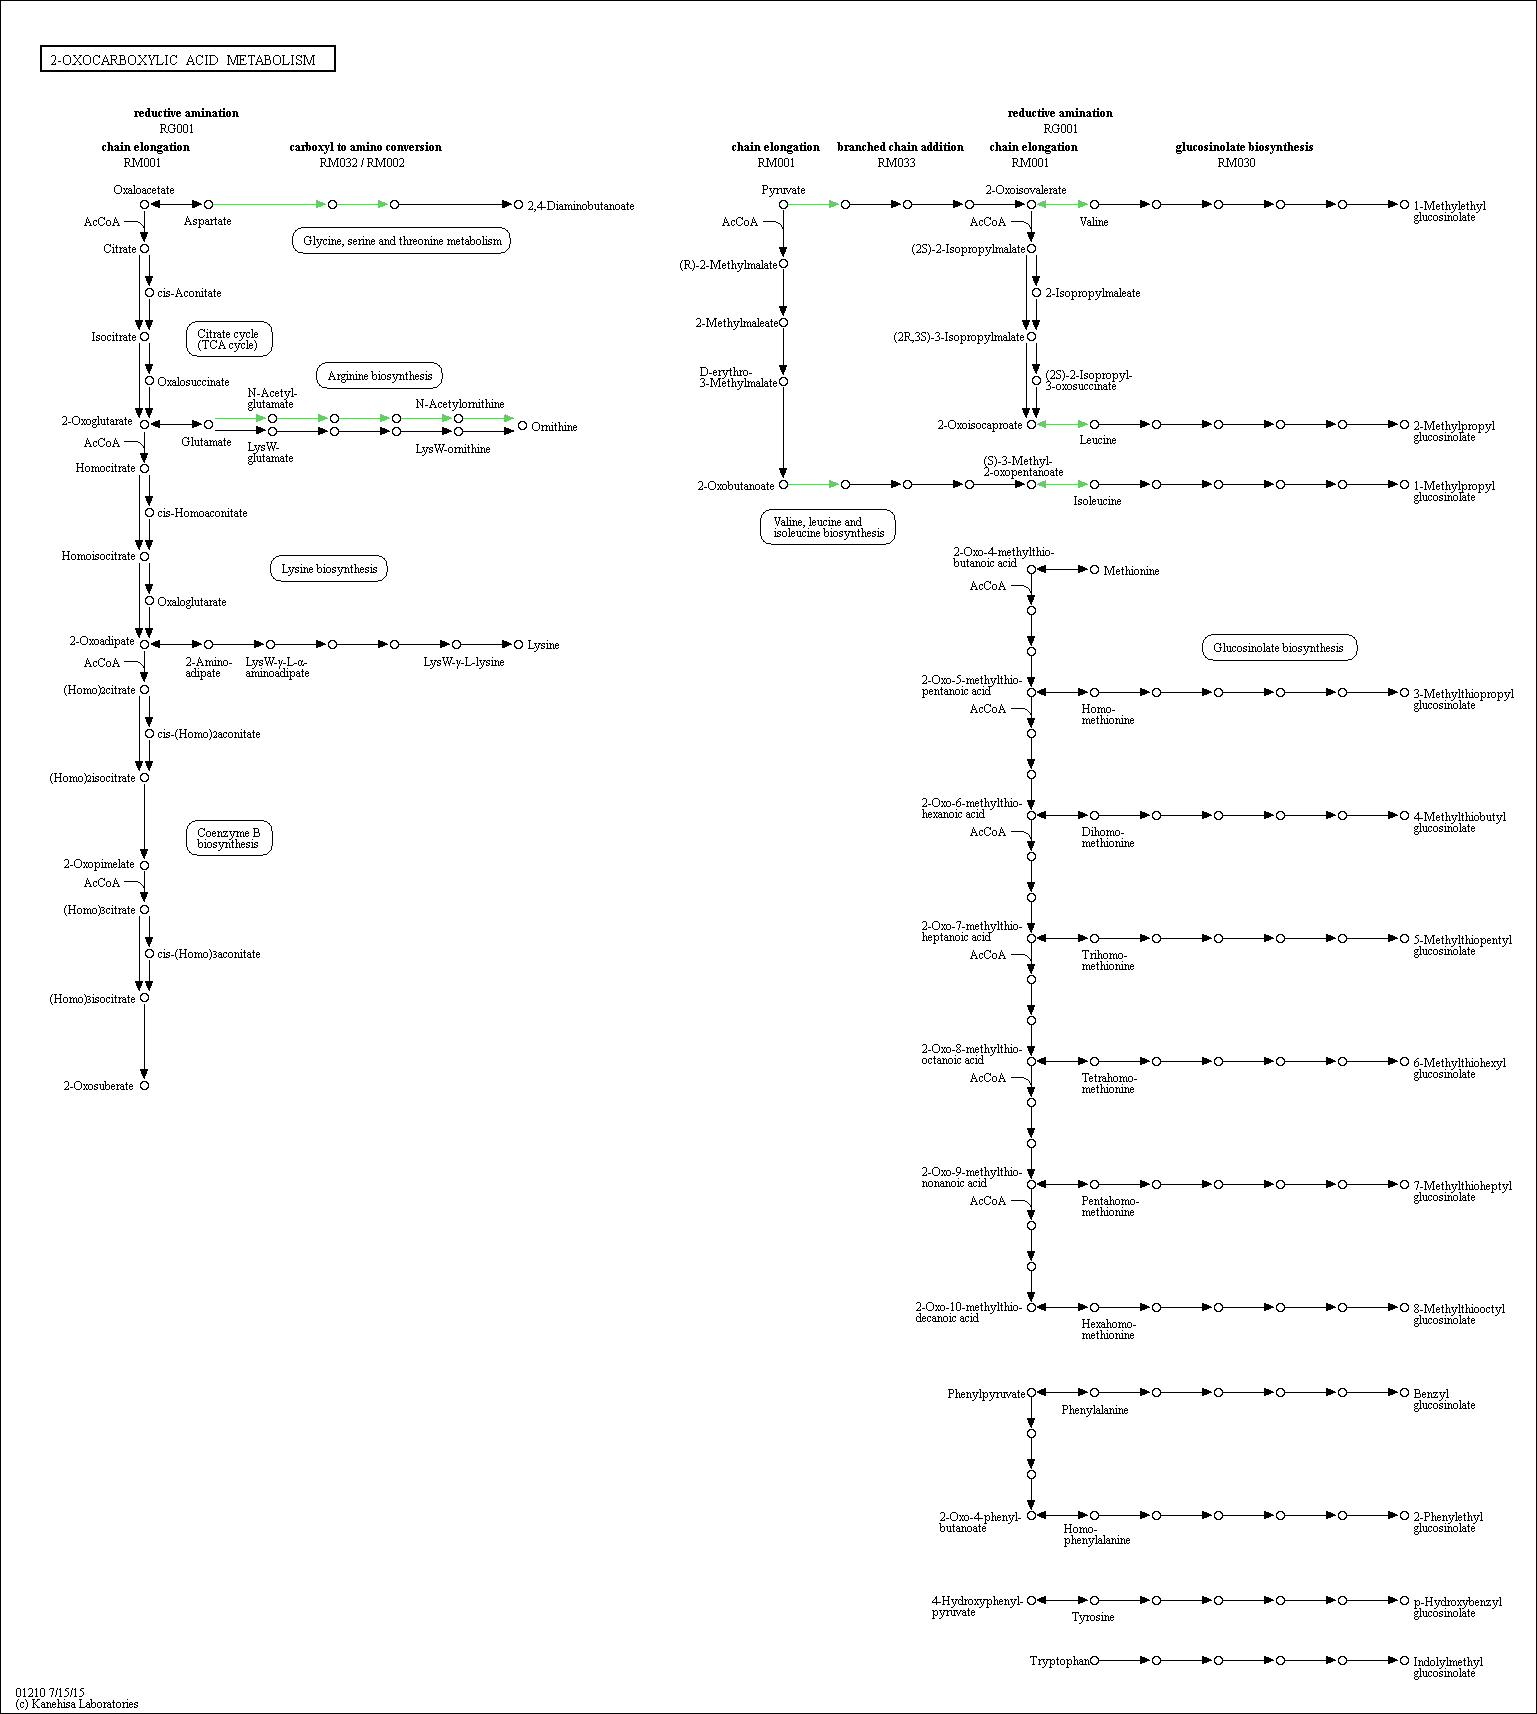 2-OXOCARBOXYLIC ACID METABOLISM
reductive amination
RG001
chain elongation
RM001
carboxyl to amino conversion
RM032 / RM002
Oxaloacetate
Aspartate
2,4-Diaminobutanoate
AcCoA
Glycine, serine and threonine metabolism
Citrate
cis-Aconitate
Isocitrate
Citrate cycle
(TCA cycle)
Oxalosuccinate
Arginine biosynthesis
N-Acetyl-
glutamate
N-Acetylornithine
2-Oxoglutarate
Glutamate
Ornithine
LysW-
glutamate
LysW-ornithine
AcCoA
Homocitrate
cis-Homoaconitate
Homoisocitrate
Lysine biosynthesis
Oxaloglutarate
2-Oxoadipate
Lysine
AcCoA
2-Amino-
adipate
LysW-γ-L-α-
aminoadipate
LysW-γ-L-lysine
(Homo)2citrate
cis-(Homo)2aconitate
(Homo)2isocitrate
Coenzyme B
biosynthesis
2-Oxopimelate
AcCoA
(Homo)3citrate
cis-(Homo)3aconitate
(Homo)3isocitrate
2-Oxosuberate
reductive amination
RG001
chain elongation
RM001
branched chain addition
RM033
chain elongation
RM001
glucosinolate biosynthesis
RM030
Pyruvate
2-Oxoisovalerate
Valine
1-Methylethyl
glucosinolate
AcCoA
AcCoA
(R)-2-Methylmalate
(2S)-2-Isopropylmalate
2-Isopropylmaleate
2-Methylmaleate
(2R,3S)-3-Isopropylmalate
D-erythro-
3-Methylmalate
(2S)-2-Isopropyl-
3-oxosuccinate
2-Oxoisocaproate
Leucine
2-Methylpropyl
glucosinolate
(S)-3-Methyl-
2-oxopentanoate
2-Oxobutanoate
Isoleucine
1-Methylpropyl
glucosinolate
Valine, leucine and
isoleucine biosynthesis
2-Oxo-4-methylthio-
butanoic acid
Methionine
AcCoA
Glucosinolate biosynthesis
2-Oxo-5-methylthio-
pentanoic acid
AcCoA
Homo-
methionine
3-Methylthiopropyl
glucosinolate
2-Oxo-6-methylthio-
hexanoic acid
AcCoA
Dihomo-
methionine
4-Methylthiobutyl
glucosinolate
2-Oxo-7-methylthio-
heptanoic acid
AcCoA
Trihomo-
methionine
5-Methylthiopentyl
glucosinolate
2-Oxo-8-methylthio-
octanoic acid
AcCoA
Tetrahomo-
methionine
6-Methylthiohexyl
glucosinolate
2-Oxo-9-methylthio-
nonanoic acid
AcCoA
Pentahomo-
methionine
7-Methylthioheptyl
glucosinolate
2-Oxo-10-methylthio-
decanoic acid
Hexahomo-
methionine
8-Methylthiooctyl
glucosinolate
Phenylpyruvate
Phenylalanine
Benzyl
glucosinolate
2-Oxo-4-phenyl-
butanoate
Homo-
phenylalanine
2-Phenylethyl
glucosinolate
4-Hydroxyphenyl-
pyruvate
Tyrosine
p-Hydroxybenzyl
glucosinolate
Tryptophan
Indolylmethyl
glucosinolate
01210 7/15/15
(c) Kanehisa Laboratories